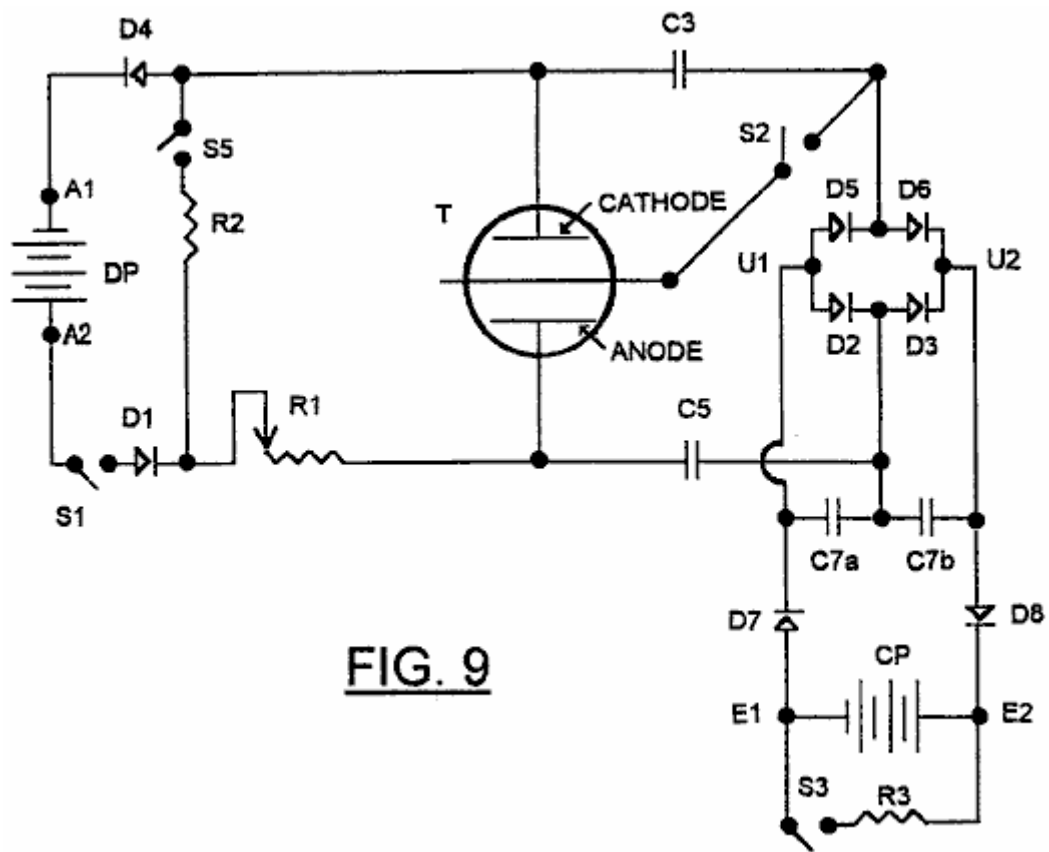 D4
C3
S5
S2
A1
R2
T
CATHODE
D5
D6
DP
U1
U2
A2
ANODE
D2
D3
D1
R1
C5
S1
C7a
C7b
D7
D8
FIG. 9
CP
E1
E2
S3
R3